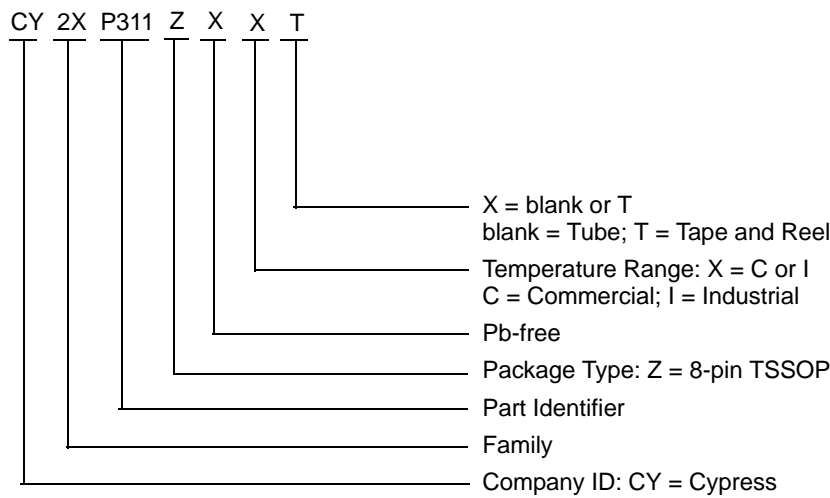 CY 2X P311 Z X X T
X = blank or T
blank = Tube; T = Tape and Reel
Temperature Range: X = C or I
C = Commercial; I = Industrial
Pb-free
Package Type: Z = 8-pin TSSOP
Part Identifier
Family
Company ID: CY = Cypress